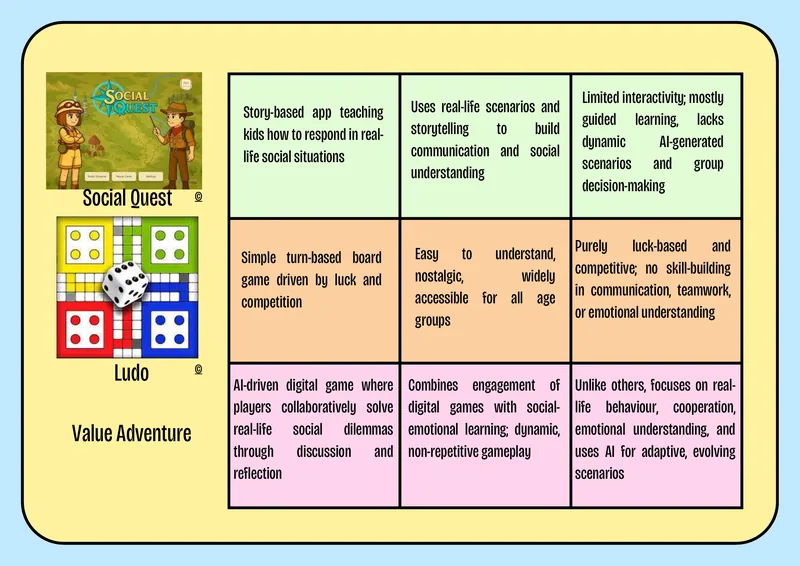 SOCIAL
QUEST
Social Quest
©
Story-based app teaching
kids how to respond in real-
life social situations
Uses real-life scenarios and
storytelling to build
communication and social
understanding
Limited interactivity; mostly
guided learning, lacks
dynamic AI-generated
scenarios and group
decision-making
Ludo
©
Simple turn-based board
game driven by luck and
competition
Easy to understand,
nostalgic, widely
accessible for all age
groups
Purely luck-based and
competitive; no skill-building
in communication, teamwork,
or emotional understanding
Value Adventure
AI-driven digital game where
players collaboratively solve
real-life social dilemmas
through discussion and
reflection
Combines engagement of
digital games with social-
emotional learning; dynamic,
non-repetitive gameplay
Unlike others, focuses on real-
life behaviour, cooperation,
emotional understanding, and
uses AI for adaptive, evolving
scenarios